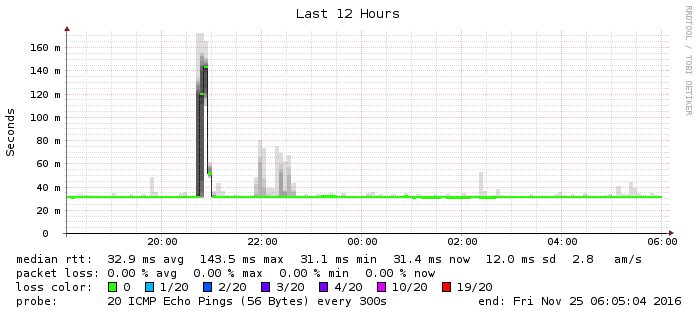 Last 12 Hours
RRDTOOL / TOBI OETIKER
Seconds
160 m
140 m
120 m
100 m
80 m
60 m
40 m
20 m
0
20:00 22:00 00:00 02:00 04:00 06:00
median rtt: 32.9 ms avg 143.5 ms max 31.1 ms min 31.4 ms now 12.0 ms sd 2.8 am/s
packet loss: 0.00 % avg 0.00 % max 0.00 % min 0.00 % now
loss color: 0 1/20 2/20 3/20 4/20 10/20 19/20
probe: 20 ICMP Echo Pings (56 Bytes) every 300s end: Fri Nov 25 06:05:04 2016